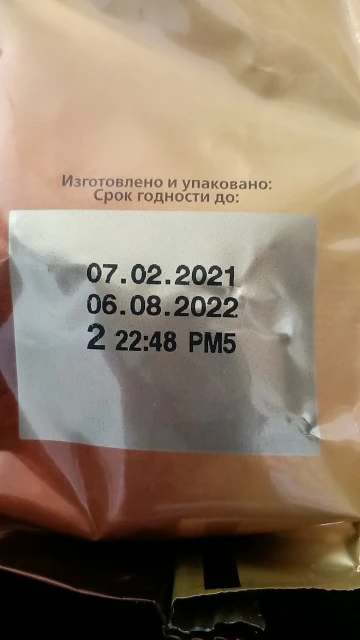 Изготовлено и упаковано:
Срок годности до:
07.02.2021
06.08.2022
2 22:48 PM5